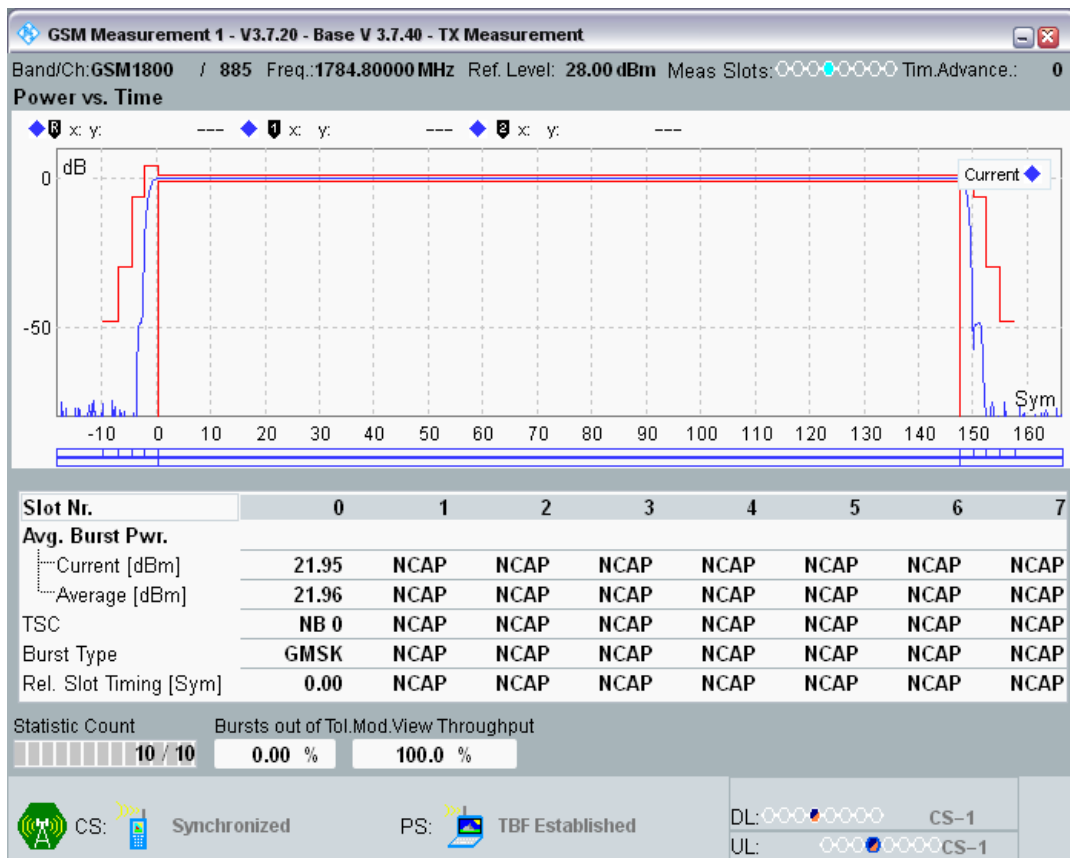 GSM Measurement 1 - V3.7.20 - Base V 3.7.40 - TX Measurement
Band/Ch:GSM1800 / 885 Freq.:1784.80000 MHz Ref. Level: 28.00 dBm Meas Slots: Tim.Advance.: 0
Power vs. Time
R x: y: --- 1 x: y: --- 2 x: y: ---
dB
0
Current
-50
Sym
-10 0 10 20 30 40 50 60 70 80 90 100 110 120 130 140 150 160
Slot Nr. 0 1 2 3 4 5 6 7
Avg. Burst Pwr.
Current [dBm] 21.95 NCAP NCAP NCAP NCAP NCAP NCAP NCAP
Average [dBm] 21.96 NCAP NCAP NCAP NCAP NCAP NCAP NCAP
TSC NB 0 NCAP NCAP NCAP NCAP NCAP NCAP NCAP
Burst Type GMSK NCAP NCAP NCAP NCAP NCAP NCAP NCAP
Rel. Slot Timing [Sym] 0.00 NCAP NCAP NCAP NCAP NCAP NCAP NCAP
Statistic Count Bursts out of Tol.Mod.View Throughput
10 / 10 0.00 % 100.0 %
CS: Synchronized PS: TBF Established DL: CS-1
UL: CS-1